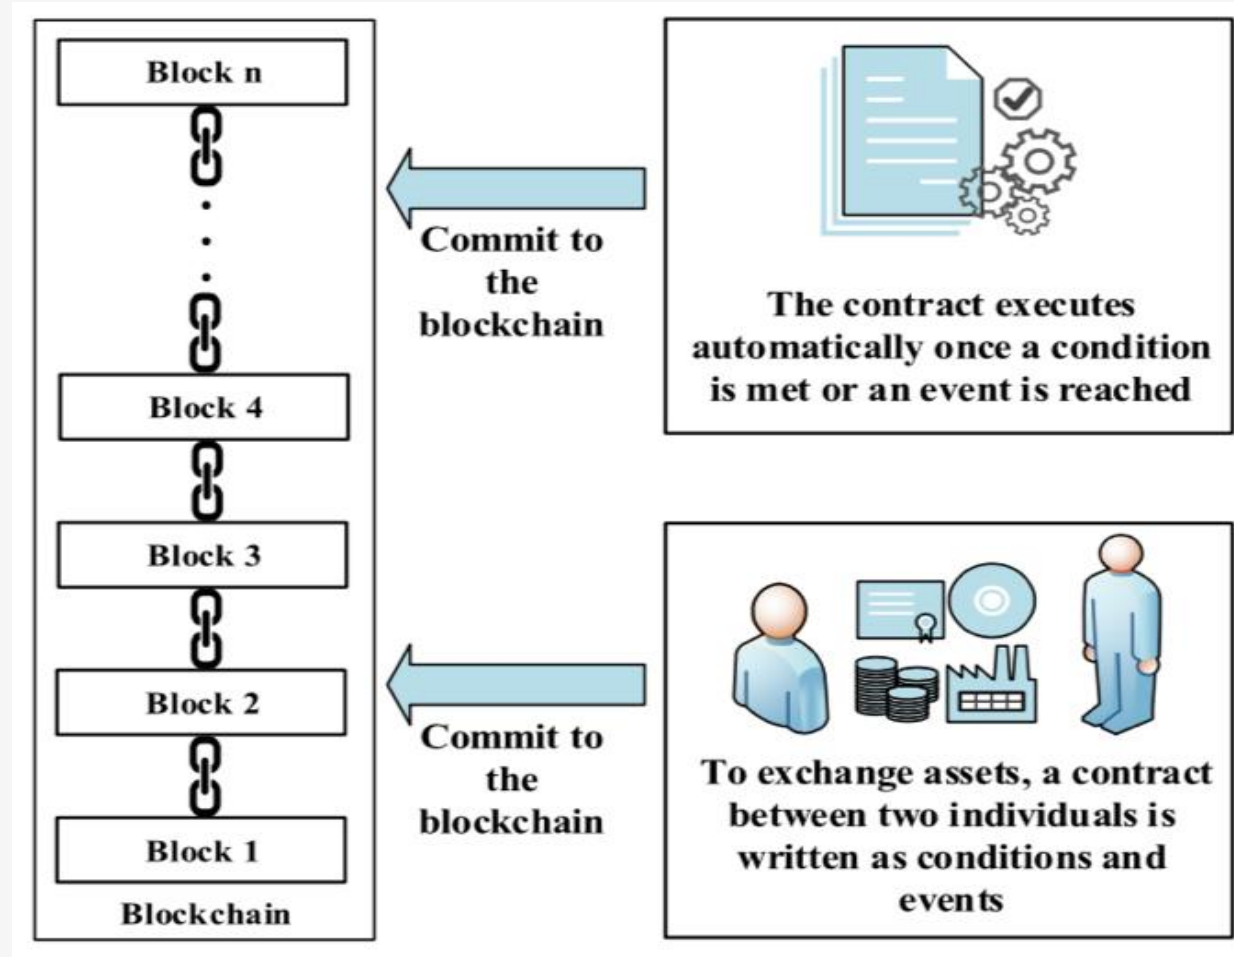 Block n
Block 4
Block 3
Block 2
Block 1
Blockchain
Commit to
the
blockchain
Commit to
the
blockchain
The contract executes
automatically once a condition
is met or an event is reached
To exchange assets, a contract
between two individuals is
written as conditions and
events